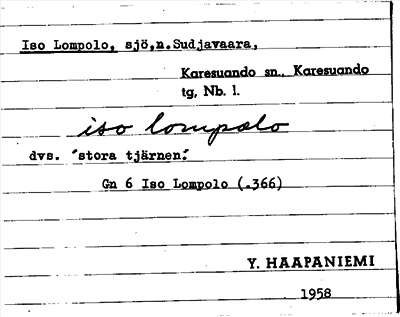 Iso Lompolo, sjö,n.Sudjavaara,
Karesuando sn., Karesuando
tg, Nb. l.
iso lompolo
dvs. "stora tjärnen"
Gn 6 Iso Lompolo (.366)
Y. HAAPANIEMI
1958